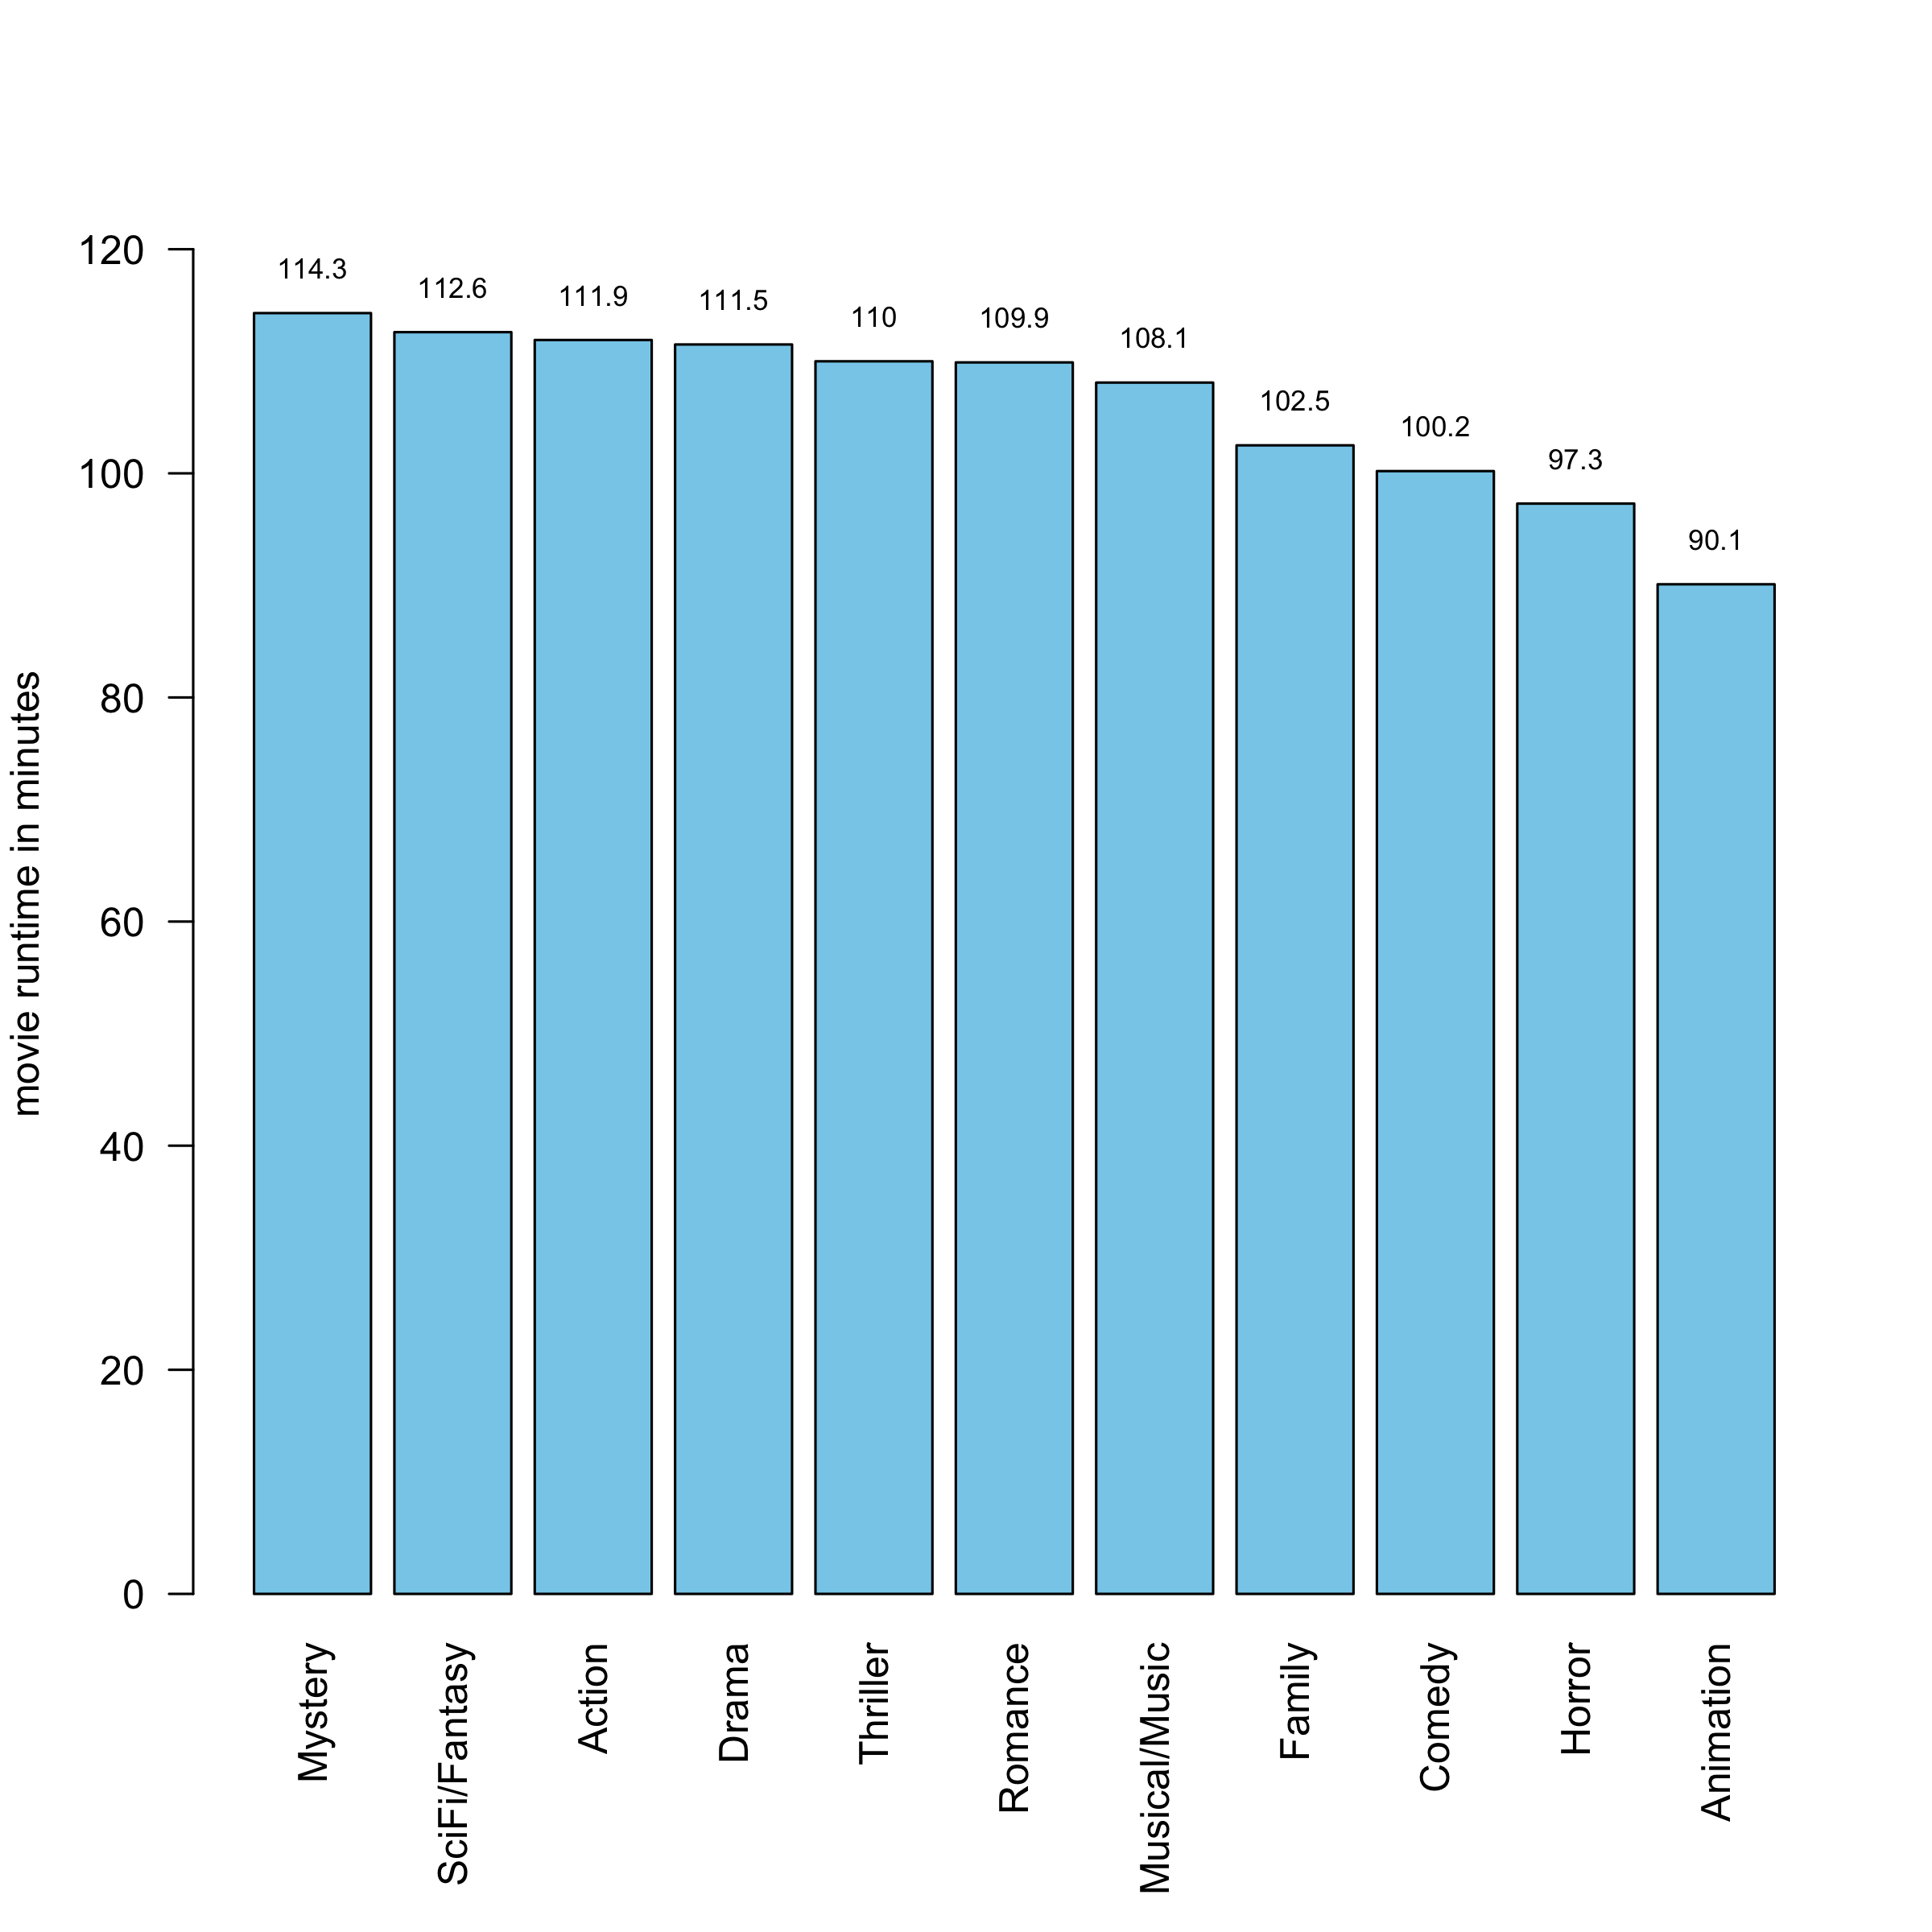 120
100
80
60
40
20
0
movie runtime in minutes
114.3
112.6
111.9
111.5
110
109.9
108.1
102.5
100.2
97.3
90.1
Mystery
SciFi/Fantasy
Action
Drama
Thriller
Romance
Musical/Music
Family
Comedy
Horror
Animation